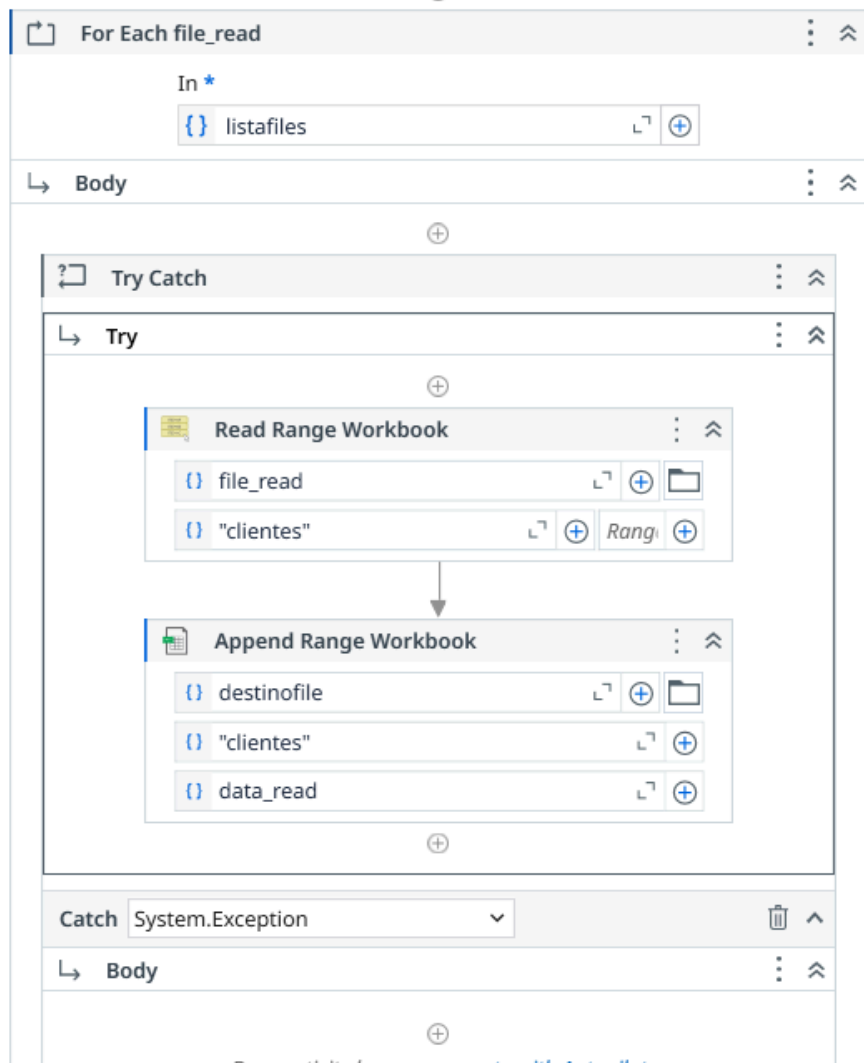 For Each file_read
In *
{} listafiles
Body
Try Catch
Try
Read Range Workbook
{} file_read
{} "clientes"
Append Range Workbook
{} destinofile
{} "clientes"
{} data_read
Catch System.Exception
Body